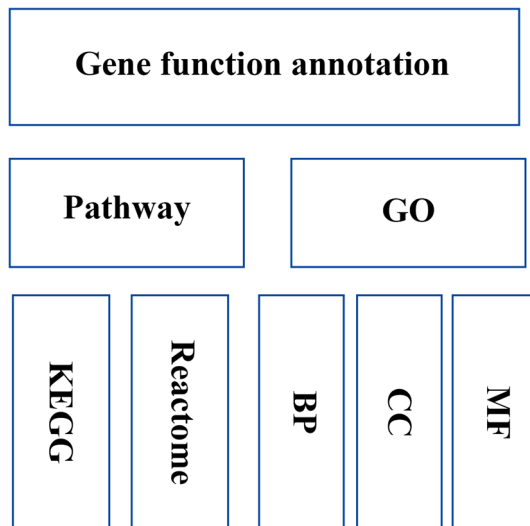 Gene function annotation
Pathway
GO
KEGG
Reactome
BP
CC
MF